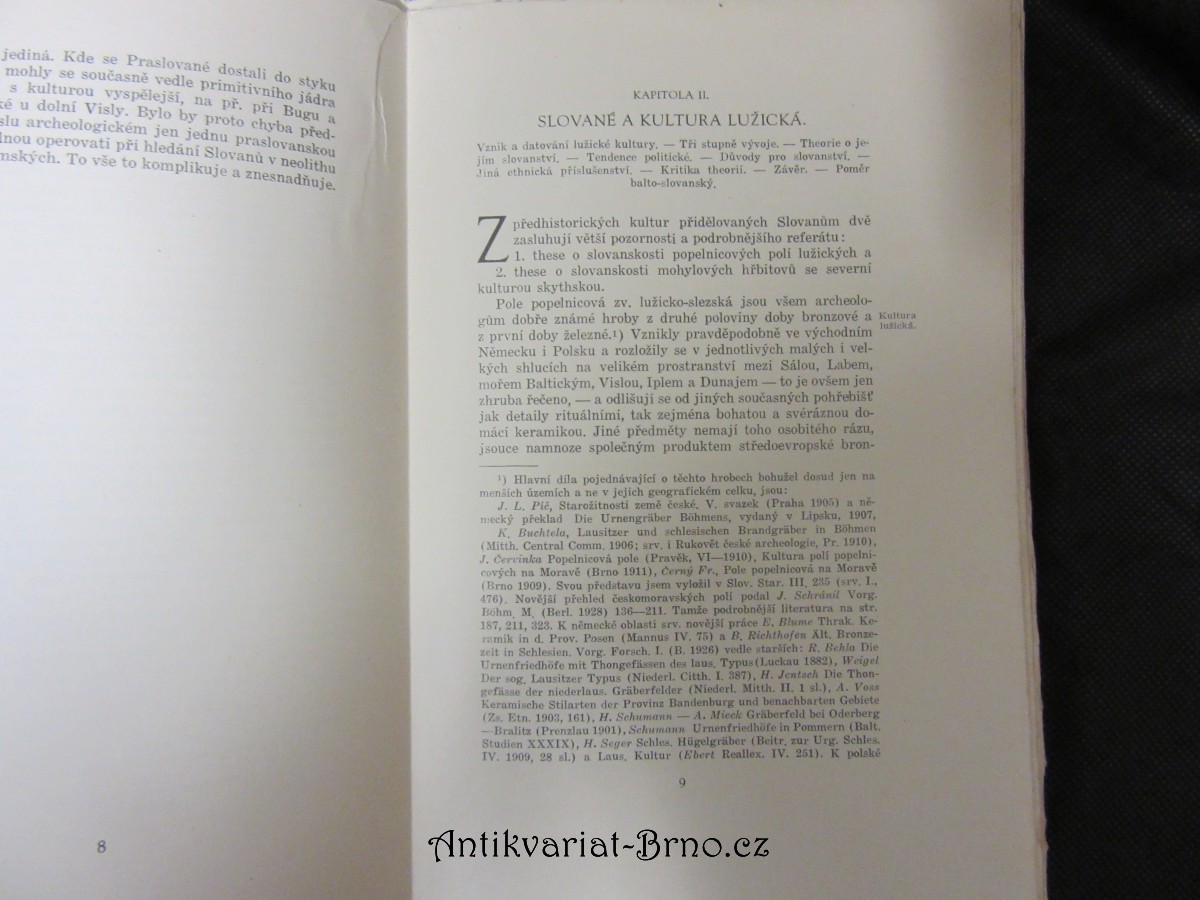 jediná. Kde se Praslované dostali do styku
mohly se současně vedle primitivního jádra
s kulturou vyspělejší, na př. při Bugu a
ké u dolní Visly. Bylo by proto chyba před-
slu archeologickém jen jednu praslovanskou
lnou operovati při hledání Slovanů v neolithu
mských. To vše to komplikuje a znesnadňuje.
8
KAPITOLA II.
SLOVANÉ A KULTURA LUŽICKÁ.
Vznik a datování lužické kultury. — Tři stupně vývoje. — Theorie o je-
jím slovanství. — Tendence politické. — Důvody pro slovanství. —
Jiná ethnická příslušenství. — Kritika theorií. — Závěr. — Poměr
balto-slovanský.
Z předhistorických kultur přidělovaných Slovanům dvě
zasluhují větší pozornosti a podrobnějšího referátu:
1. these o slovanskosti popelnicových polí lužických a
2. these o slovanskosti mohylových hřbitovů se severní
kulturou skythskou.
Pole popelnicová zv. lužicko-slezská jsou všem archeolo-
gům dobře známé hroby z druhé poloviny doby bronzové a
z první doby železné.¹) Vznikly pravděpodobně ve východním
Německu i Polsku a rozložily se v jednotlivých malých i vel-
kých shlucích na velikém prostranství mezi Sálou, Labem,
mořem Baltickým, Vislou, Iplem a Dunajem — to je ovšem jen
zhruba řečeno, — a odlišují se od jiných současných pohřebišť
jak detaily rituálními, tak zejména bohatou a svéráznou do-
mácí keramikou. Jiné předměty nemají toho osobitého rázu,
jsouce namnoze společným produktem středoevropské bron-
Kultura
lužická.
¹) Hlavní díla pojednávající o těchto hrobech bohužel dosud jen na
menších územích a ne v jejich geografickém celku, jsou:
J. L. Píč, Starožitnosti země české. V. svazek (Praha 1905) a ně-
mecký překlad Die Urnengräber Böhmens, vydaný v Lipsku, 1907,
K. Buchtela, Lausitzer und schlesischen Brandgräber in Böhmen
(Mitth. Central Comm. 1906; srv. i Rukovět české archeologie, Pr. 1910),
J. Červinka Popelnicová pole (Pravěk, VI—1910), Kultura polí popelni-
cových na Moravě (Brno 1911), Černý Fr., Pole popelnicová na Moravě
(Brno 1909). Svou představu jsem vyložil v Slov. Star. III. 235 (srv. I.,
476). Novější přehled českomoravských polí podal J. Schránil Vorg.
Böhm. M. (Berl. 1928) 136—211. Tamže podrobnější literatura na str.
187, 211, 323. K německé oblasti srv. novější práce E. Blume Thrak. Ke-
ramik in d. Prov. Posen (Mannus IV. 75) a B. Richthofen Ält. Bronze-
zeit in Schlesien. Vorg. Forsch. I. (B. 1926) vedle starších: R. Behla Die
Urnenfriedhöfe mit Thongefässen des laus. Typus (Luckau 1882), Weigel
Der sog. Lausitzer Typus (Niederl. Citth. I. 387), H. Jentsch Die Thon-
gefässe der niederlaus. Gräberfelder (Niederl. Mitth. II. 1 sl.), A. Voss
Keramische Stilarten der Provinz Bandenburg und benachbarten Gebiete
(Zs. Etn. 1903, 161), H. Schumann — A. Mieck Gräberfeld bei Oderberg
—Bralitz (Prenzlau 1901), Schumann Urnenfriedhöfe in Pommern (Balt.
Studien XXXIX), H. Seger Schles. Hügelgräber (Beitr. zur Urg. Schles.
IV. 1909, 28 sl.) a Laus. Kultur (Ebert Reallex. IV. 251). K polské
9
Antikvariat-Brno.cz